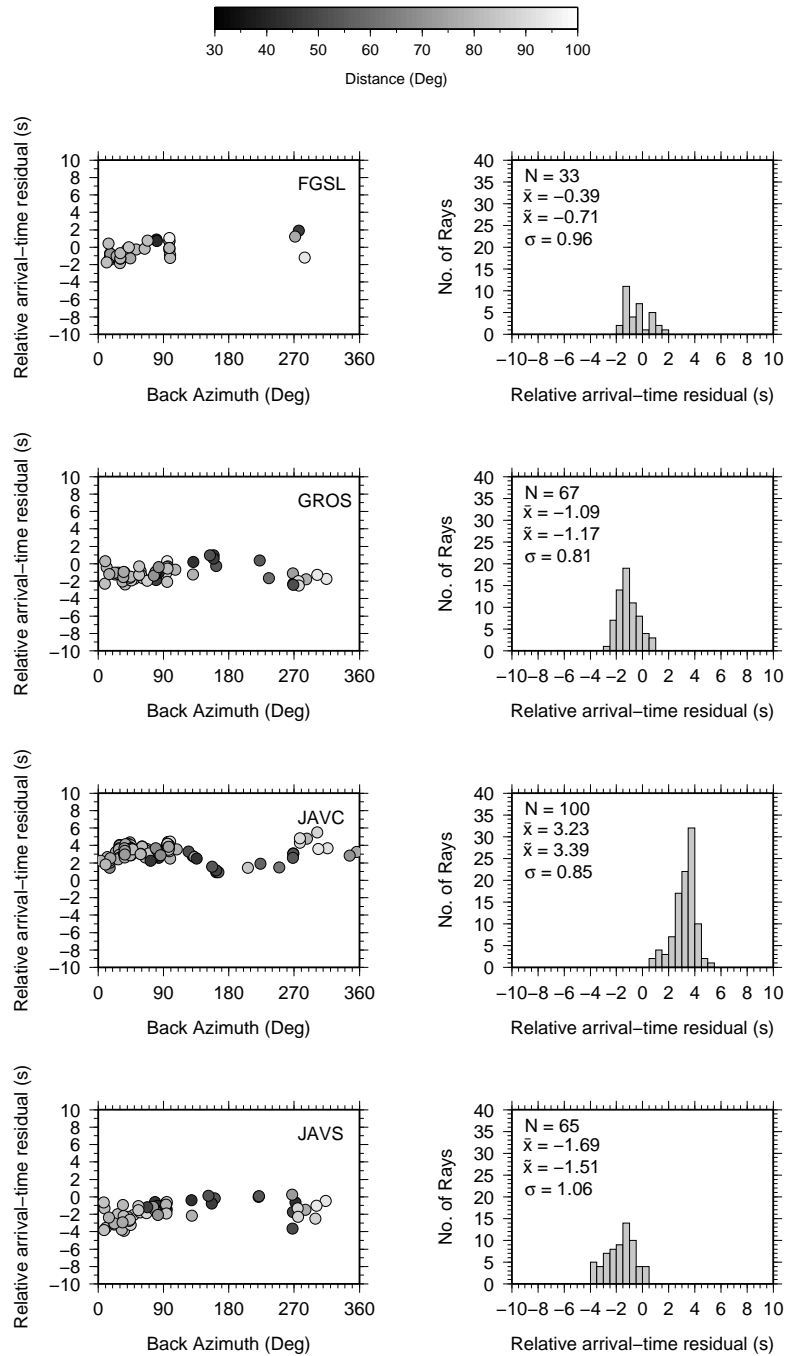 30 40 50 60 70 80 90 100
Distance (Deg)
Relative arrival−time residual (s)
10
8
6
4
2
0
−2
−4
−6
−8
−10
FGSL
0 90 180 270 360
Back Azimuth (Deg)
No. of Rays
40
35
30
25
20
15
10
5
0
N = 33
x̄ = −0.39
x̃ = −0.71
σ = 0.96
−10 −8 −6 −4 −2 0 2 4 6 8 10
Relative arrival−time residual (s)
Relative arrival−time residual (s)
10
8
6
4
2
0
−2
−4
−6
−8
−10
GROS
0 90 180 270 360
Back Azimuth (Deg)
No. of Rays
40
35
30
25
20
15
10
5
0
N = 67
x̄ = −1.09
x̃ = −1.17
σ = 0.81
−10 −8 −6 −4 −2 0 2 4 6 8 10
Relative arrival−time residual (s)
Relative arrival−time residual (s)
10
8
6
4
2
0
−2
−4
−6
−8
−10
JAVC
0 90 180 270 360
Back Azimuth (Deg)
No. of Rays
40
35
30
25
20
15
10
5
0
N = 100
x̄ = 3.23
x̃ = 3.39
σ = 0.85
−10 −8 −6 −4 −2 0 2 4 6 8 10
Relative arrival−time residual (s)
Relative arrival−time residual (s)
10
8
6
4
2
0
−2
−4
−6
−8
−10
JAVS
0 90 180 270 360
Back Azimuth (Deg)
No. of Rays
40
35
30
25
20
15
10
5
0
N = 65
x̄ = −1.69
x̃ = −1.51
σ = 1.06
−10 −8 −6 −4 −2 0 2 4 6 8 10
Relative arrival−time residual (s)